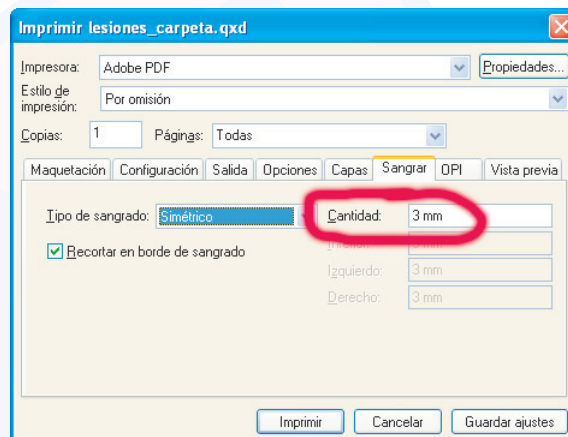 Imprimir lesiones_carpeta.qxd
Impresora: Adobe PDF Propiedades...
Estilo de impresión: Por omisión
Copias: 1 Páginas: Todas
Maquetación Configuración Salida Opciones Capas Sangrar OPI Vista previa
Tipo de sangrado: Simétrico Cantidad: 3 mm
Recortar en borde de sangrado 3 mm
Izquierdo: 3 mm
Derecho: 3 mm
Imprimir Cancelar Guardar ajustes